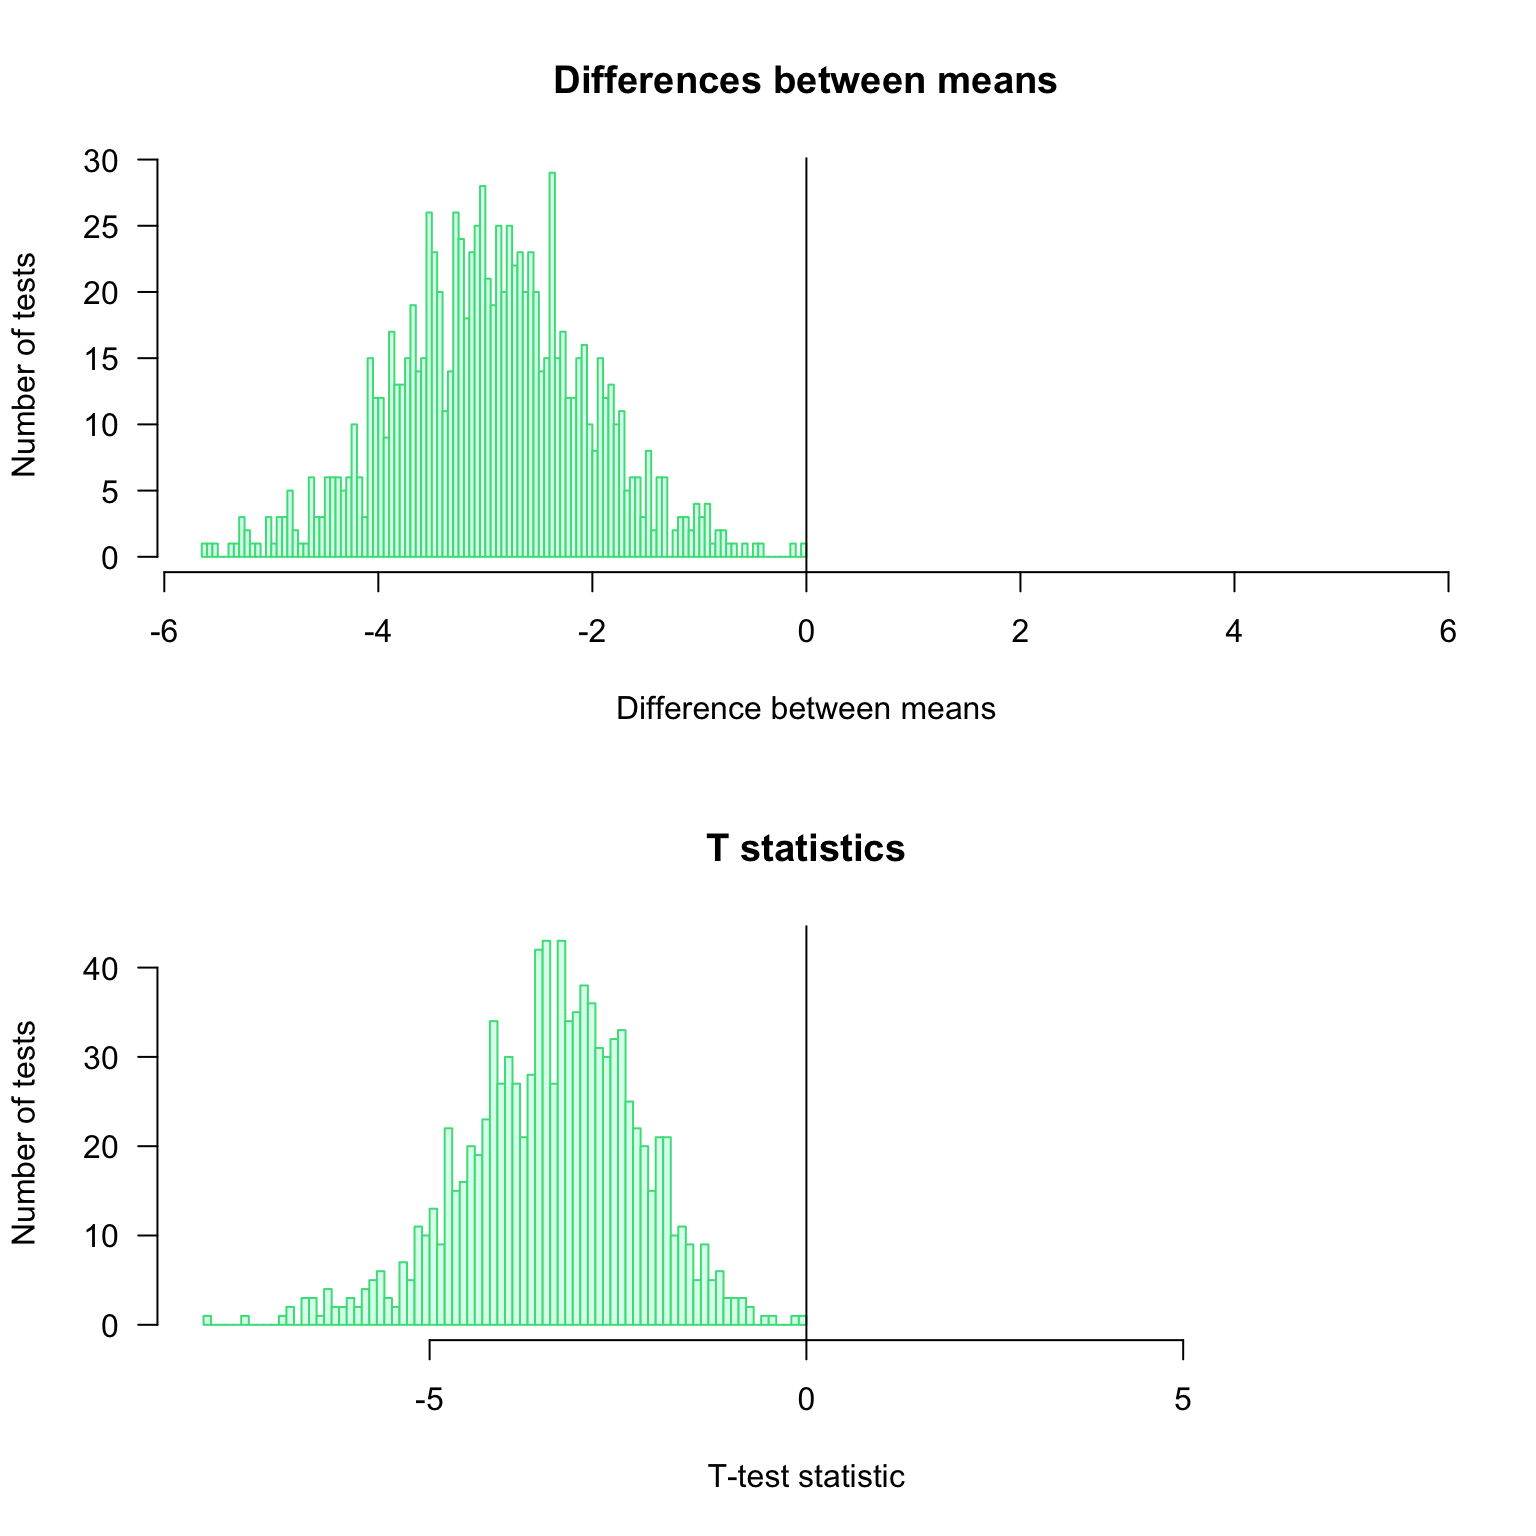 Differences between means
30
25
20
15
10
5
0
Number of tests
-6 -4 -2 0 2 4 6
Difference between means
T statistics
40
30
20
10
0
Number of tests
-5 0 5
T-test statistic